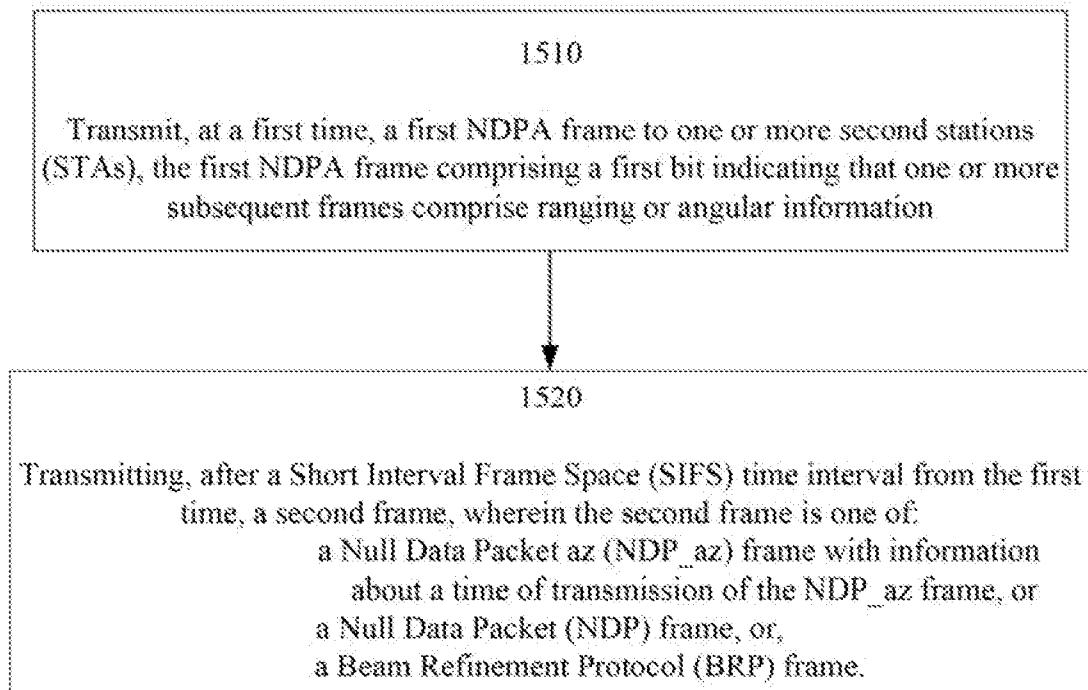 1510
Transmit, at a first time, a first NDPA frame to one or more second stations
(STAs), the first NDPA frame comprising a first bit indicating that one or more
subsequent frames comprise ranging or angular information
1520
Transmitting, after a Short Interval Frame Space (SIFS) time interval from the first
time, a second frame, wherein the second frame is one of:
a Null Data Packet az (NDP_az) frame with information
about a time of transmission of the NDP_az frame, or
a Null Data Packet (NDP) frame, or,
a Beam Refinement Protocol (BRP) frame.